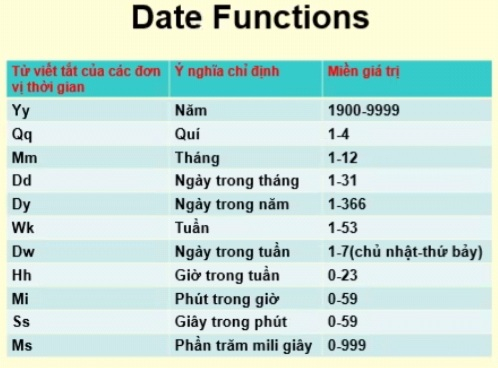 Date Functions
Từ viết tắt của các đơn vị thời gian Ý nghĩa chỉ định Miền giá trị
Yy Năm 1900-9999
Qq Quí 1-4
Mm Tháng 1-12
Dd Ngày trong tháng 1-31
Dy Ngày trong năm 1-366
Wk Tuần 1-53
Dw Ngày trong tuần 1-7(chủ nhật-thứ bảy)
Hh Giờ trong tuần 0-23
Mi Phút trong giờ 0-59
Ss Giây trong phút 0-59
Ms Phần trăm mili giây 0-999